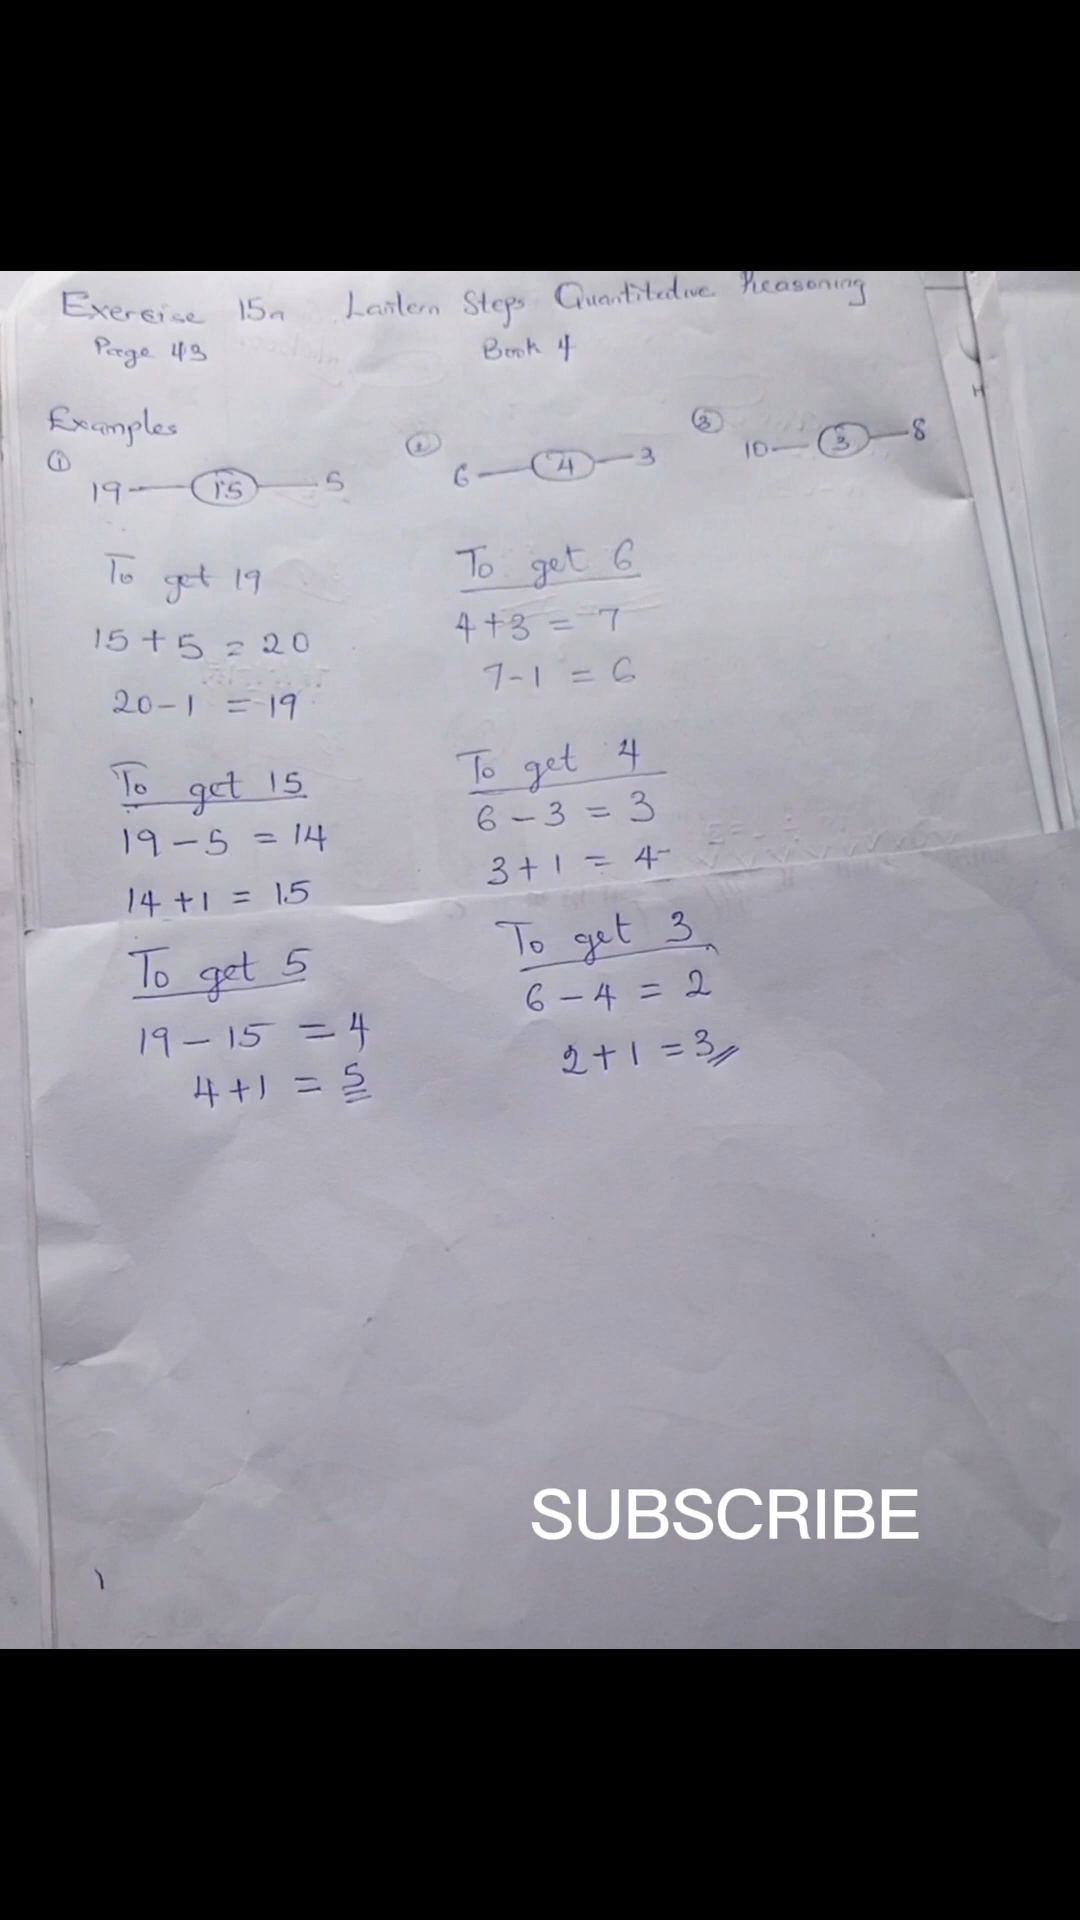 Exercise 15a Lantern Steps Quantitative Reasoning
Page 43 Book 4
Examples
① 19 — 15 — 5
② 6 — 4 — 3
③ 10 — 3 — 8
To get 19
15 + 5 = 20
20 - 1 = 19
To get 15
19 - 5 = 14
14 + 1 = 15
To get 5
19 - 15 = 4
4 + 1 = 5
To get 6
4 + 3 = 7
7 - 1 = 6
To get 4
6 - 3 = 3
3 + 1 = 4
To get 3
6 - 4 = 2
2 + 1 = 3
SUBSCRIBE